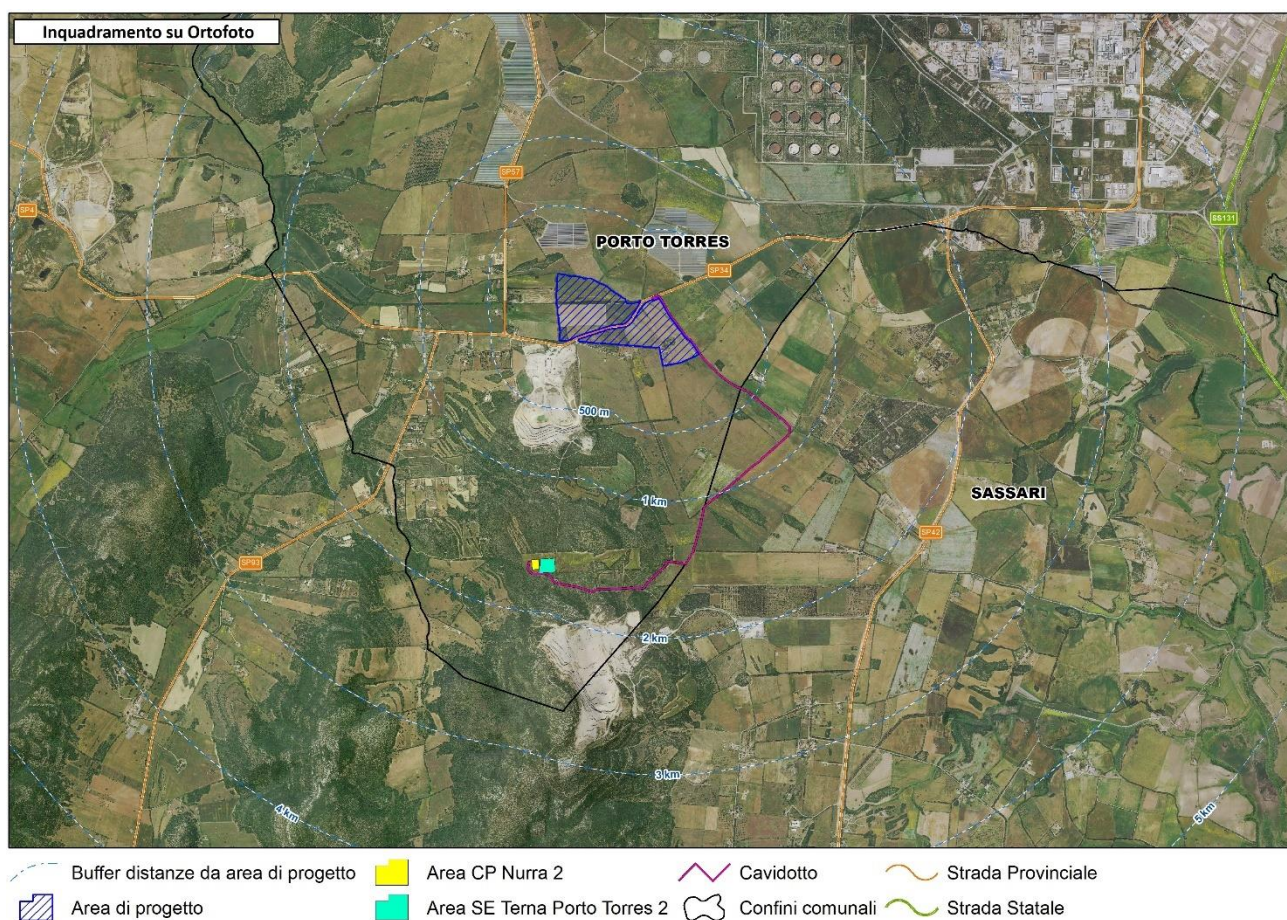 Inquadramento su Ortofoto
SP57
SP4
SS131
PORTO TORRES
SP34
500 m
1 km
SASSARI
SP42
SP93
2 km
3 km
4 km
5 km
Buffer distanze da area di progetto
Area CP Nurra 2
Cavidotto
Strada Provinciale
Area di progetto
Area SE Terna Porto Torres 2
Confini comunali
Strada Statale